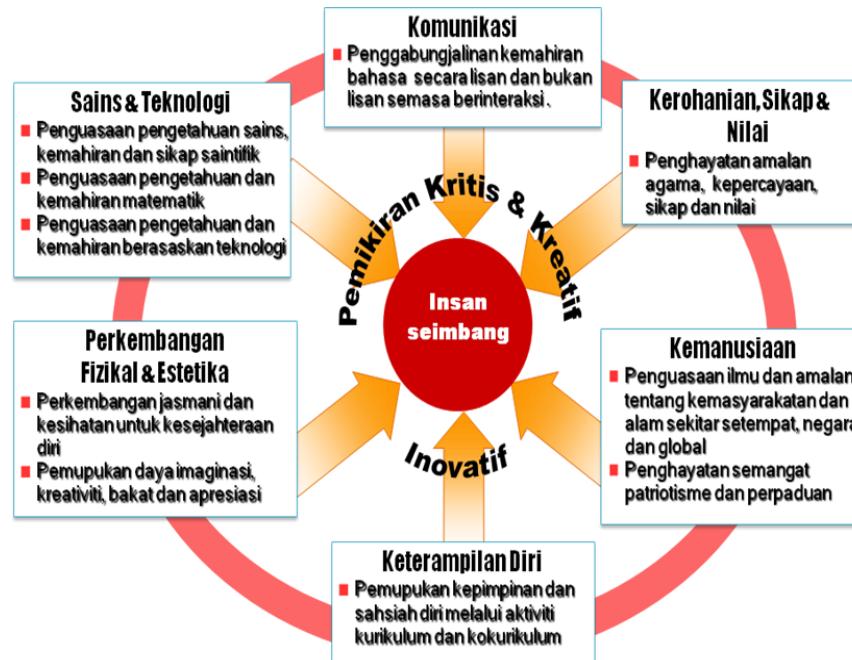 Komunikasi
Penggabungjalinan kemahiran
bahasa secara lisan dan bukan
lisan semasa berinteraksi .
Sains & Teknologi
Penguasaan pengetahuan sains,
kemahiran dan sikap saintifik
Penguasaan pengetahuan dan
kemahiran matematik
Penguasaan pengetahuan dan
kemahiran berasaskan teknologi
Kerohanian, Sikap &
Nilai
Penghayatan amalan
agama, kepercayaan,
sikap dan nilai
Pemikiran Kritis & Kreatif
Insan
seimbang
Inovatif
Perkembangan
Fizikal & Estetika
Perkembangan jasmani dan
kesihatan untuk kesejahteraan
diri
Pemupukan daya imaginasi,
kreativiti, bakat dan apresiasi
Kemanusiaan
Penguasaan ilmu dan amalan
tentang kemasyarakatan dan
alam sekitar setempat, negara
dan global
Penghayatan semangat
patriotisme dan perpaduan
Keterampilan Diri
Pemupukan kepimpinan dan
sahsiah diri melalui aktiviti
kurikulum dan kokurikulum